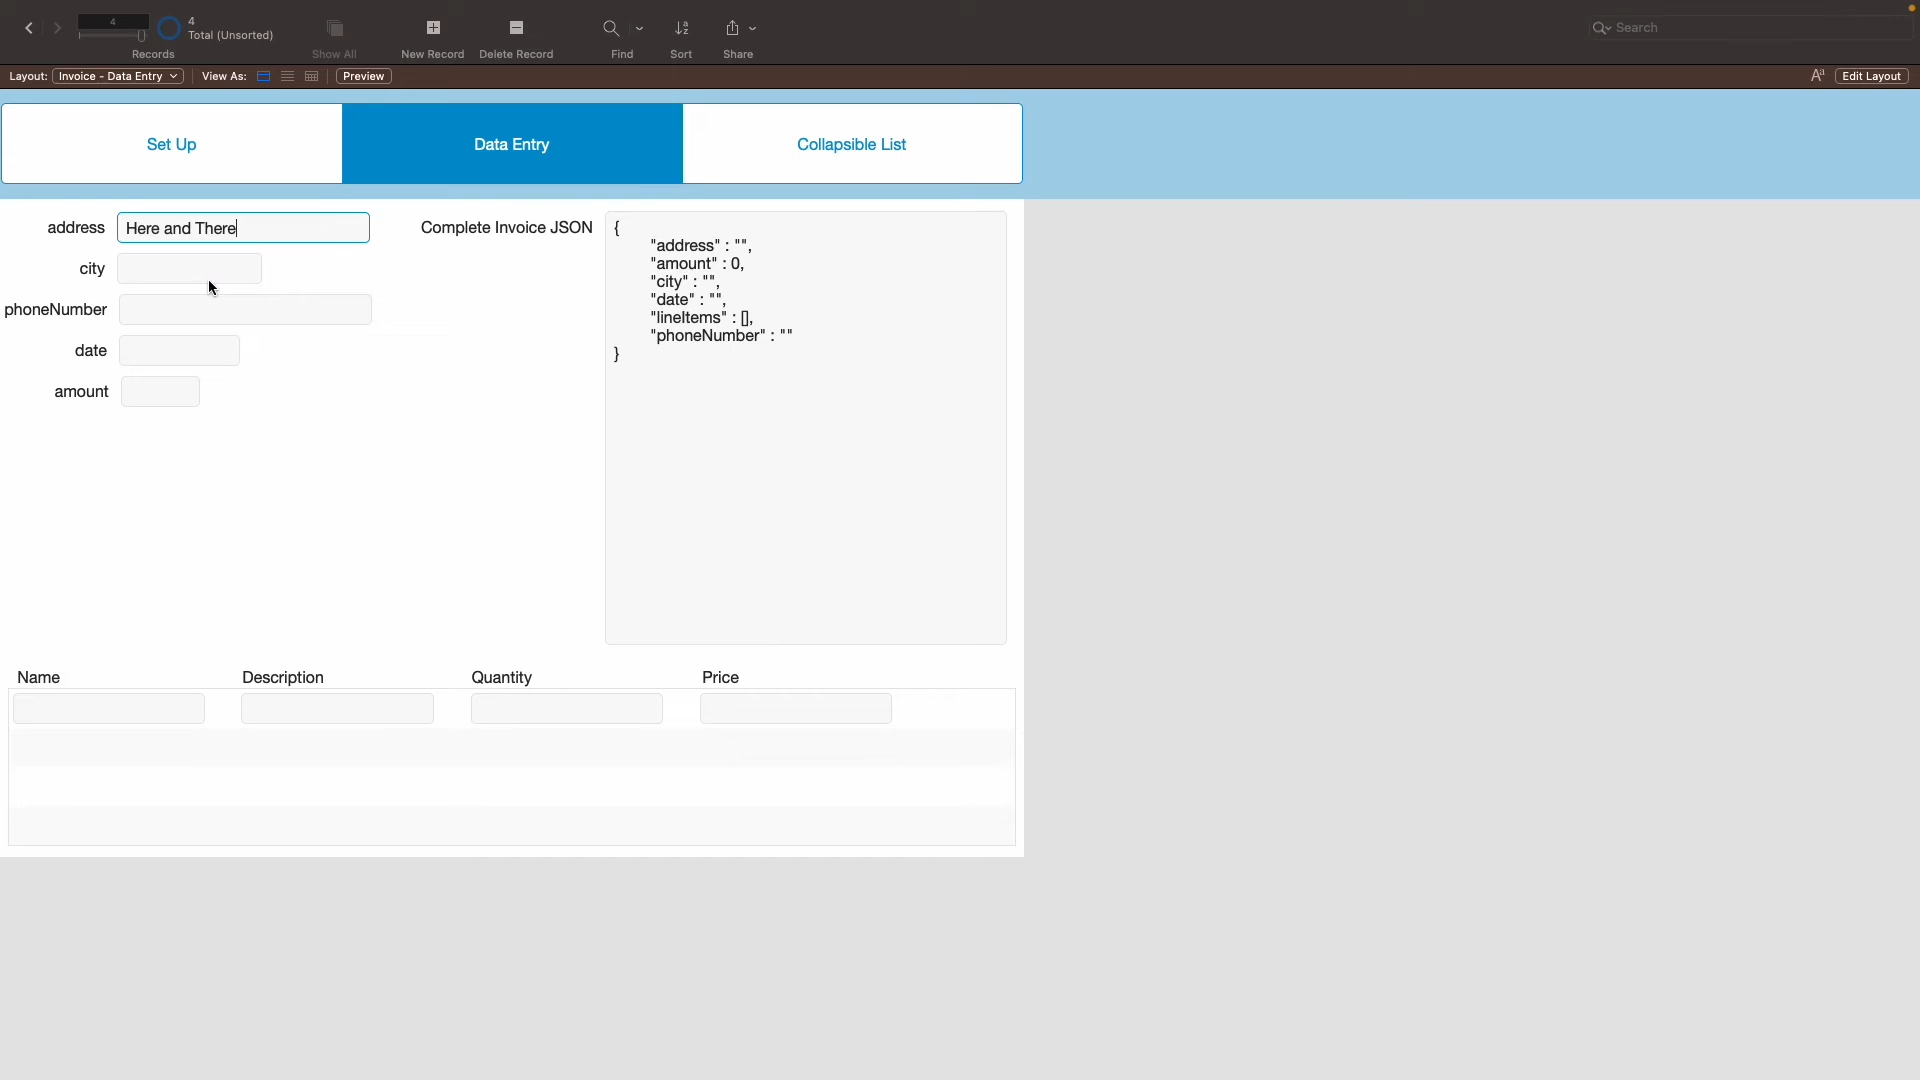 4
4
Total (Unsorted)
Records
Show All
New Record
Delete Record
Find
Sort
Share
Search
Layout:
Invoice - Data Entry
View As:
Preview
Aa
Edit Layout
Set Up
Data Entry
Collapsible List
address
Here and There
city
phoneNumber
date
amount
Complete Invoice JSON
{
"address" : "",
"amount" : 0,
"city" : "",
"date" : "",
"lineItems" : [],
"phoneNumber" : ""
}
Name
Description
Quantity
Price